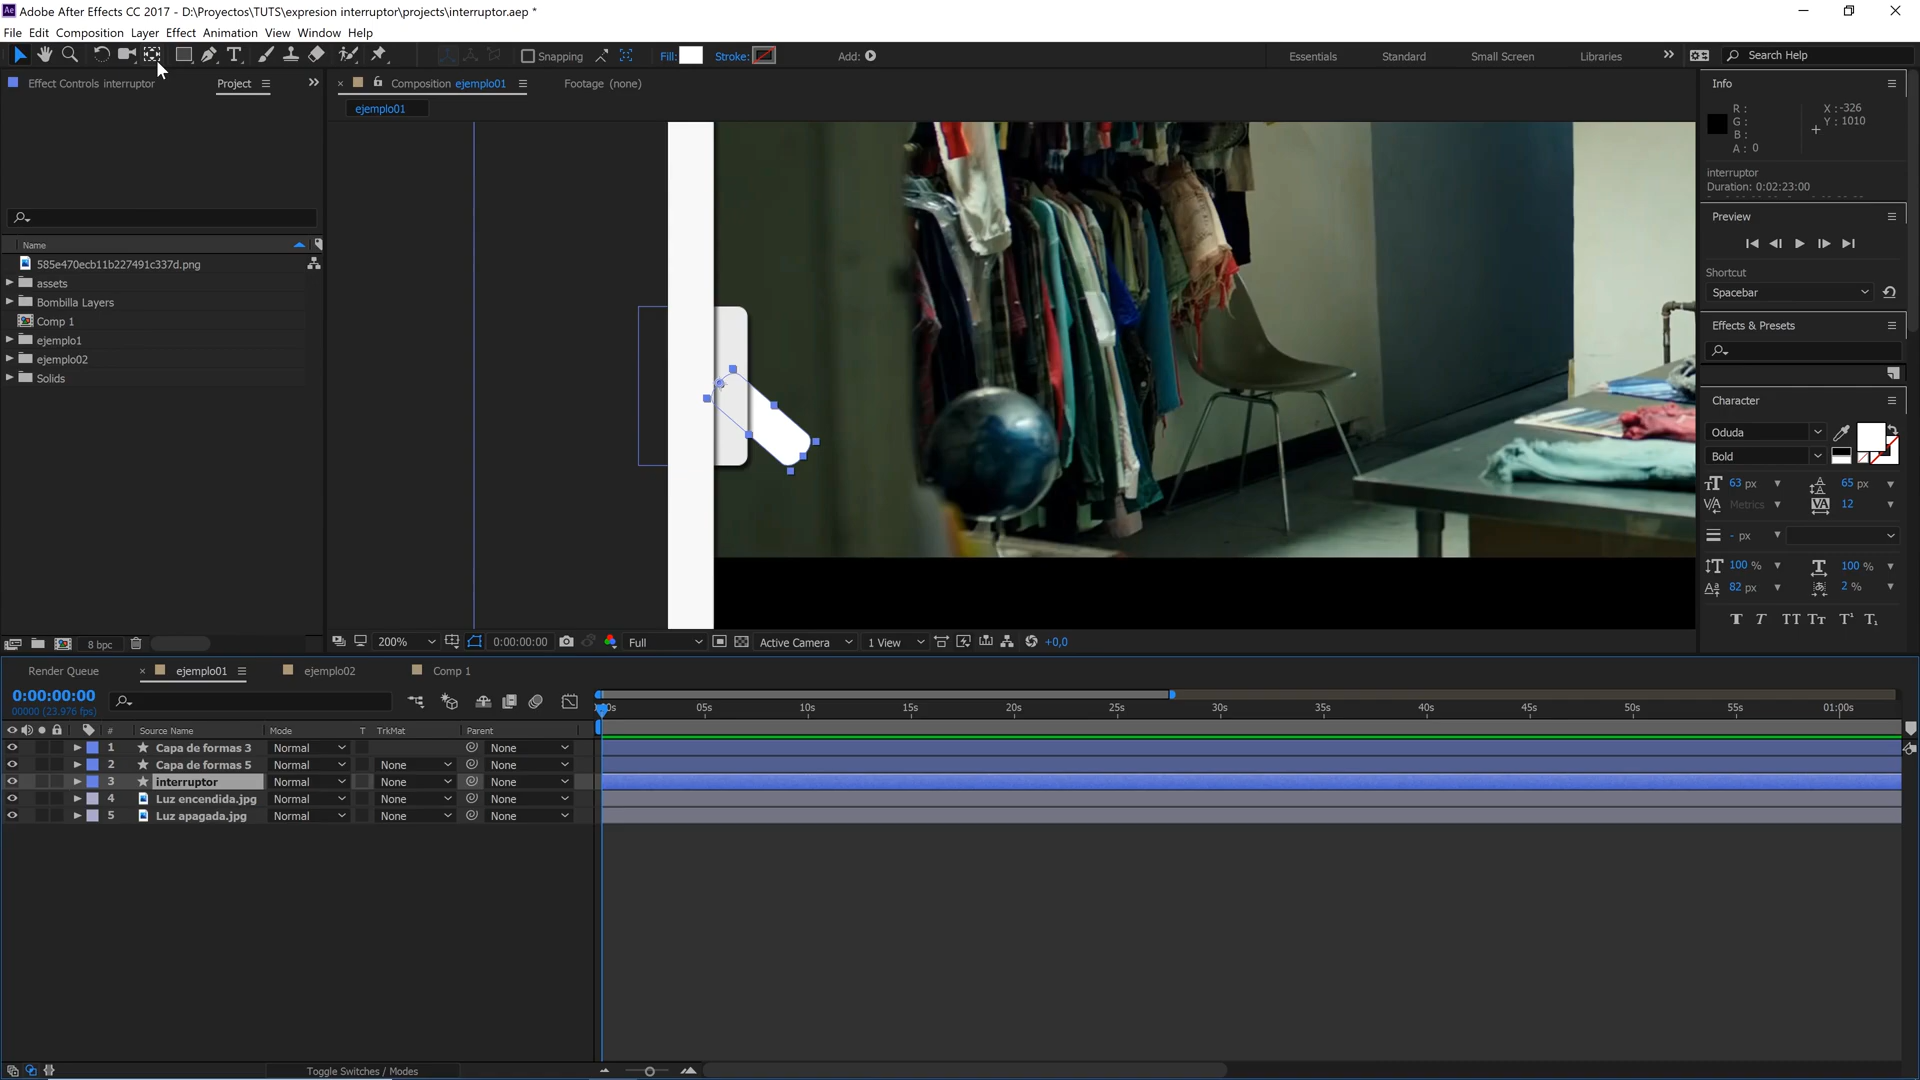 Adobe After Effects CC 2017 - D:\Proyectos\TUTS\expresion interruptor\projects\interruptor.aep *
File Edit Composition Layer Effect Animation View Window Help
Snapping Fill: Stroke: Add: Essentials Standard Small Screen Libraries Search Help
Effect Controls interruptor Project Composition ejemplo01 Footage (none) Info
ejemplo01
R : X : -326
G : Y : 1010
B :
A : 0
interruptor
Duration: 0:02:23:00
Preview
Shortcut
Spacebar
Effects & Presets
Character
Oduda
Bold
63 px 65 px
Metrics 12
- px
100 % 100 %
82 px 2 %
T T TT Tr T¹ T₁
Name
585e470ecb11b227491c337d.png
assets
Bombilla Layers
Comp 1
ejemplo1
ejemplo02
Solids
8 bpc 200% 0:00:00:00 Full Active Camera 1 View +0,0
Render Queue ejemplo01 ejemplo02 Comp 1
0:00:00:00
00000 (23.976 fps)
05s 10s 15s 20s 25s 30s 35s 40s 45s 50s 55s 01:00s
# Source Name Mode T TrkMat Parent
1 Capa de formas 3 Normal None
2 Capa de formas 5 Normal None None
3 interruptor Normal None None
4 Luz encendida.jpg Normal None None
5 Luz apagada.jpg Normal None None
Toggle Switches / Modes